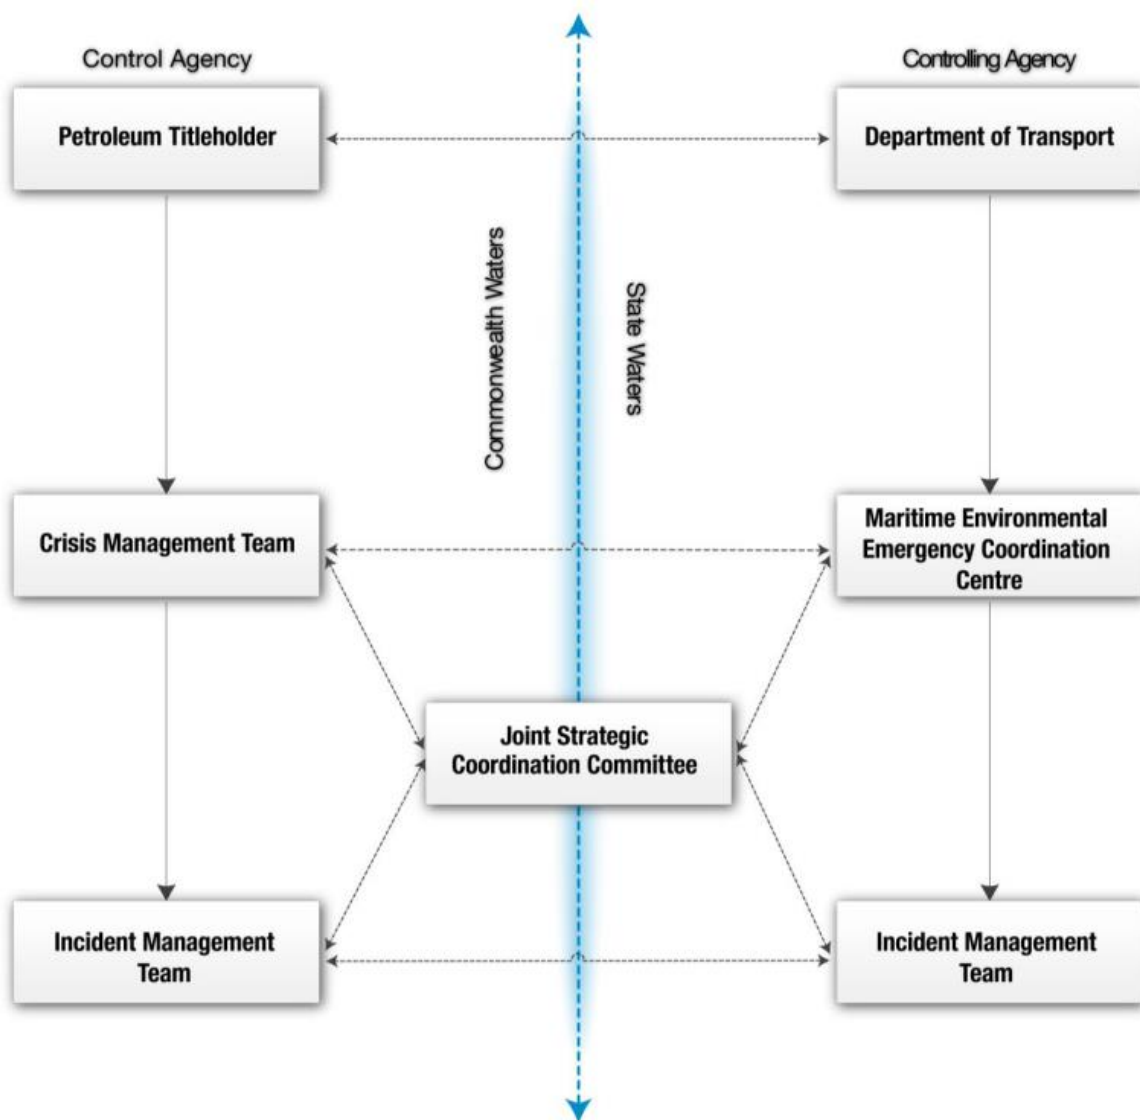 Control Agency
Controlling Agency
Petroleum Titleholder
Department of Transport
Commonwealth Waters
State Waters
Crisis Management Team
Maritime Environmental
Emergency Coordination
Centre
Joint Strategic
Coordination Committee
Incident Management
Team
Incident Management
Team